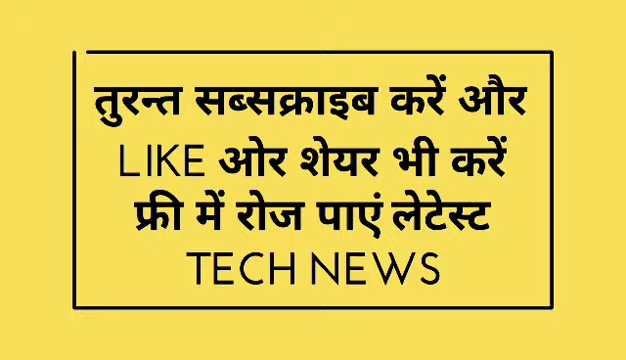 तुरन्त सब्सक्राइब करें और
LIKE ओर शेयर भी करें
फ्री में रोज पाएं लेटेस्ट
TECH NEWS